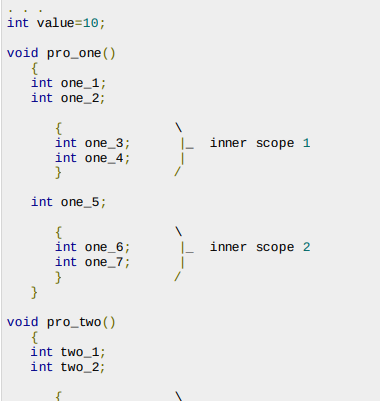 . . .
int value=10;
void pro_one()
{
int one_1;
int one_2;
{ \
int one_3; |_ inner scope 1
int one_4; |
} /
int one_5;
{ \
int one_6; |_ inner scope 2
int one_7; |
} /
}
void pro_two()
{
int two_1;
int two_2;
{ \